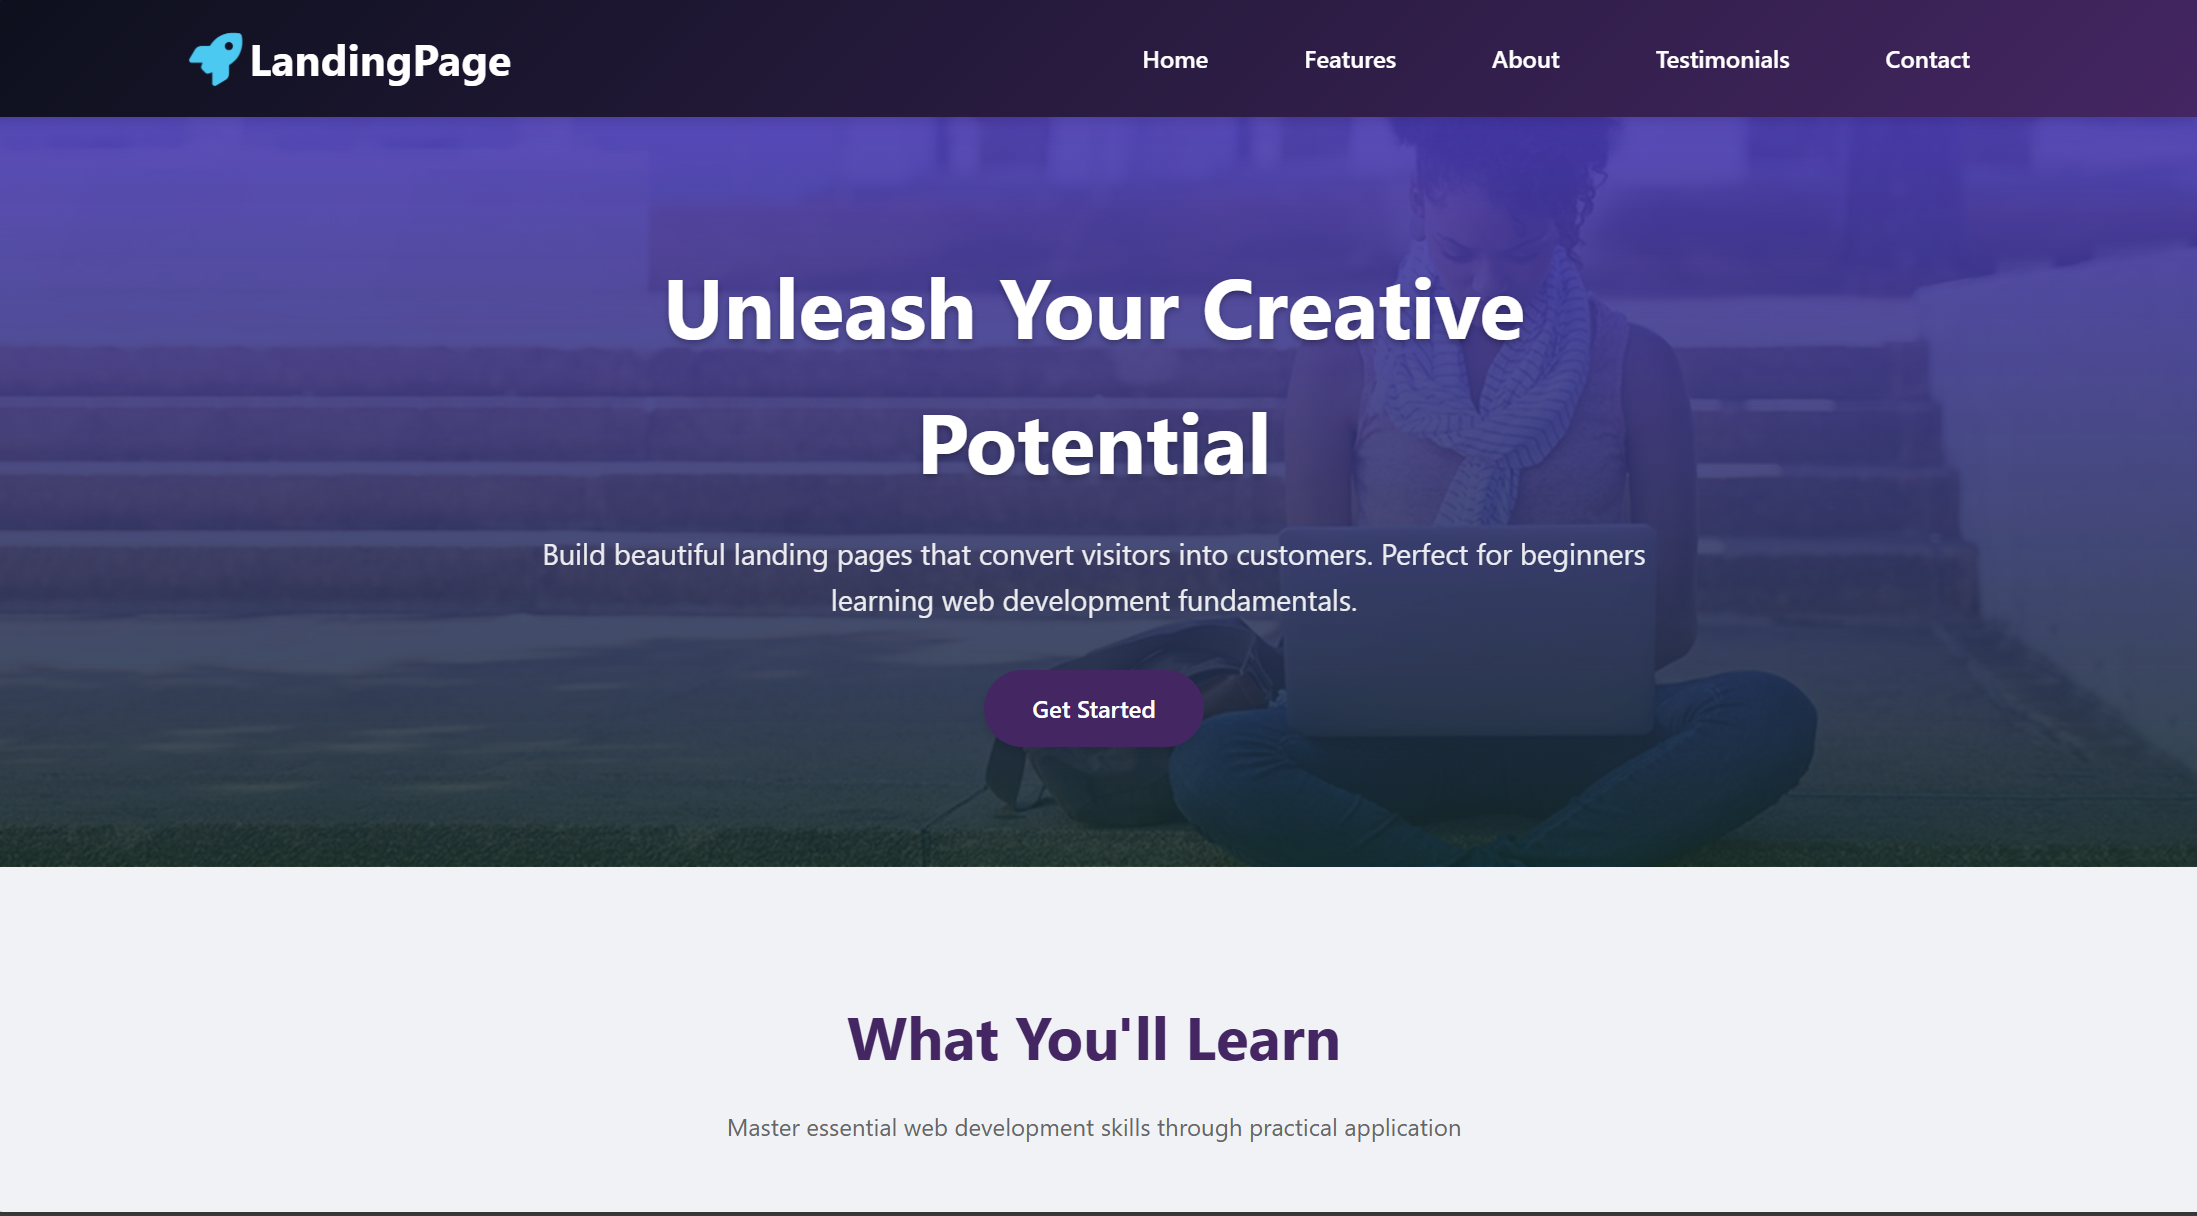 LandingPage
Home
Features
About
Testimonials
Contact
Unleash Your Creative
Potential
Build beautiful landing pages that convert visitors into customers. Perfect for beginners
learning web development fundamentals.
Get Started
What You'll Learn
Master essential web development skills through practical application